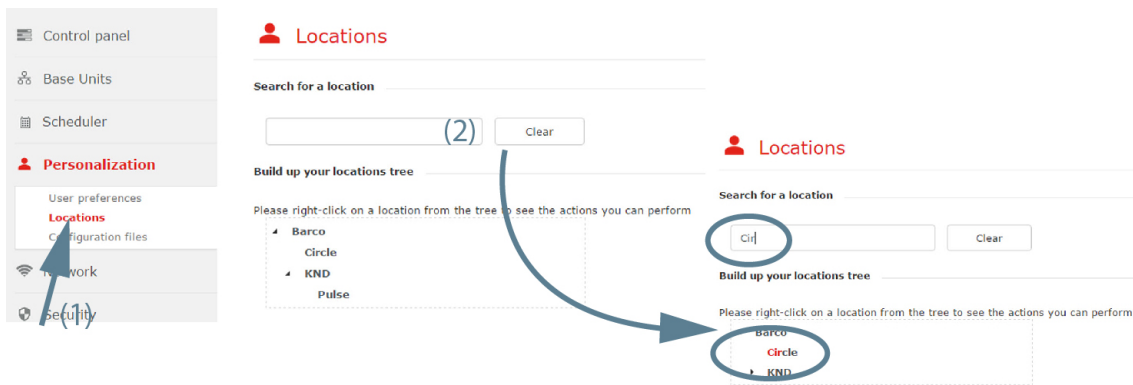 Control panel
Base Units
Scheduler
Personalization
User preferences
Locations
Configuration files
Network
Security
(1)
Locations
Search for a location
(2)
Clear
Build up your locations tree
Please right-click on a location from the tree to see the actions you can perform
Barco
Circle
KND
Pulse
Locations
Search for a location
Cir
Clear
Build up your locations tree
Please right-click on a location from the tree to see the actions you can perform
Barco
Circle
KND